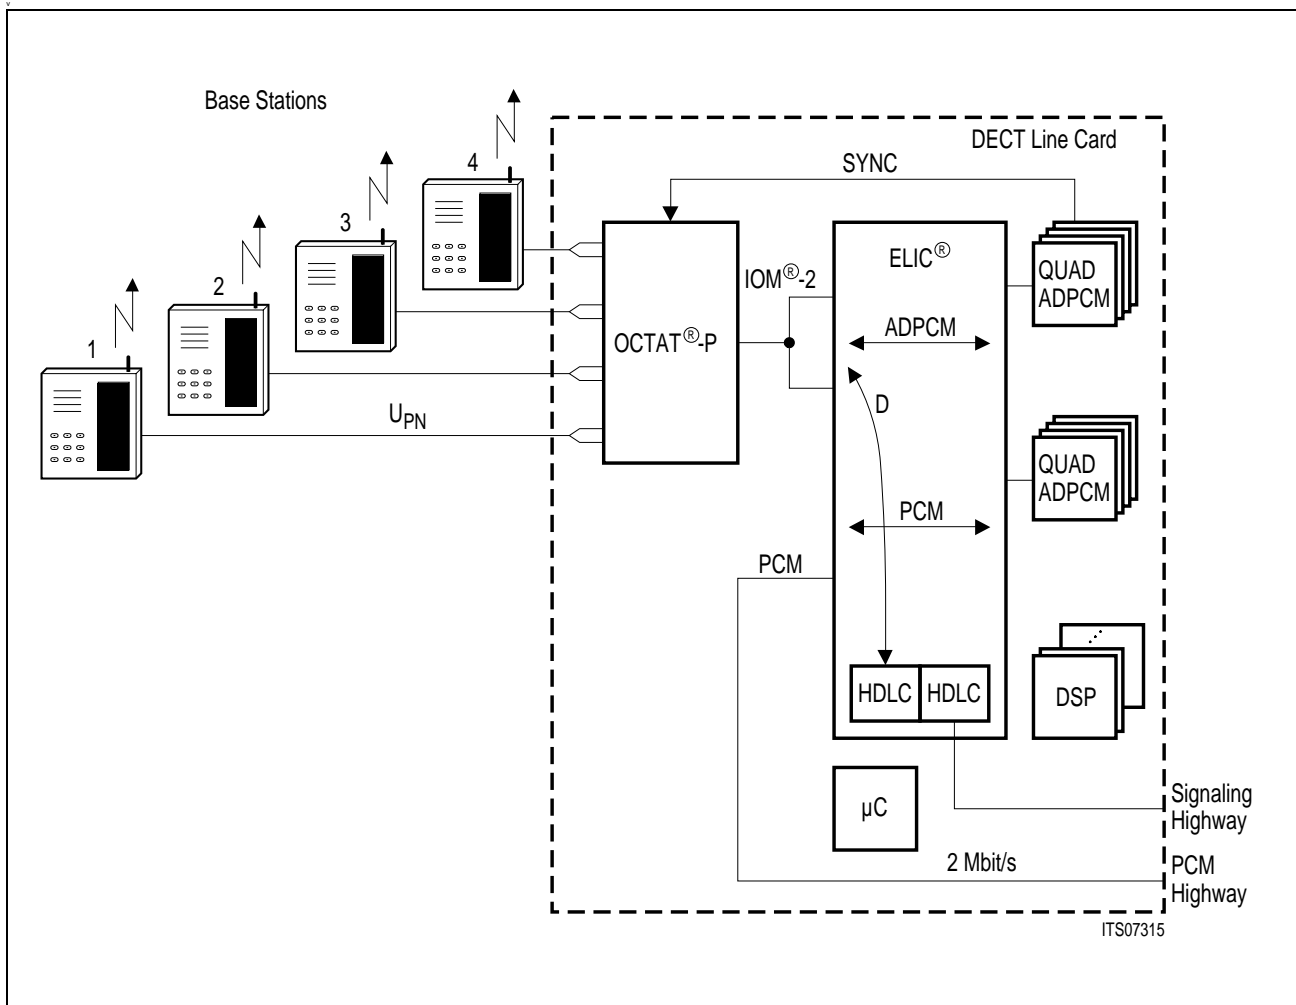 v
Base Stations
DECT Line Card
4
SYNC
3
2
1
IOM®-2
ELIC®
QUAD
ADPCM
OCTAT®-P
ADPCM
D
UPN
QUAD
ADPCM
PCM
PCM
HDLC
HDLC
DSP
µC
Signaling
Highway
2 Mbit/s
PCM
Highway
ITS07315